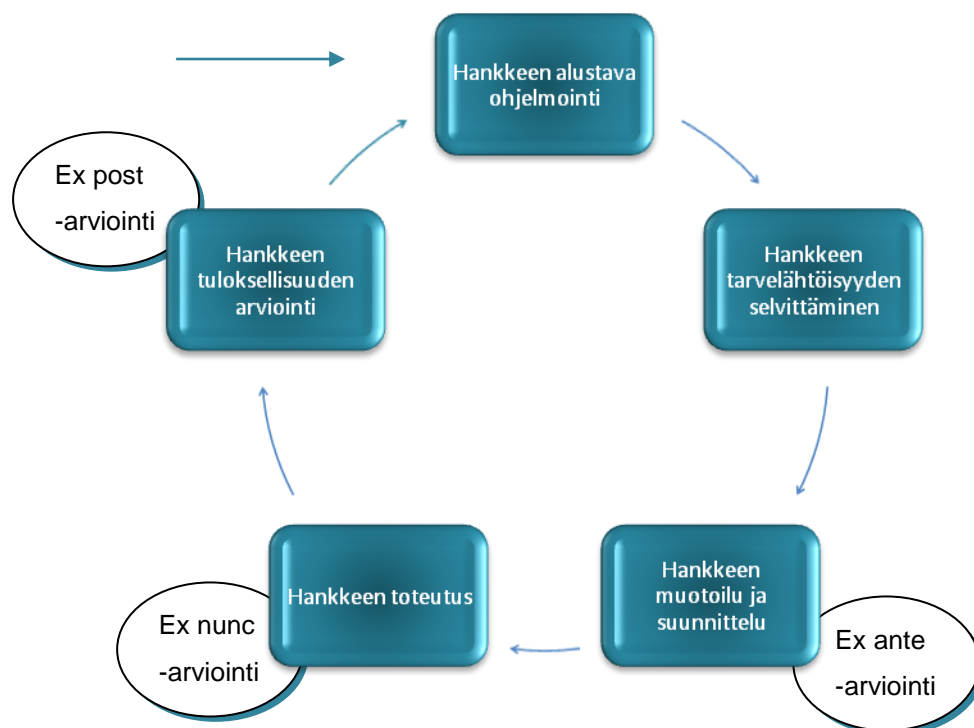 Hankkeen alustava
ohjelmointi
Ex post
-arviointi
Hankkeen
tuloksellisuuden
arviointi
Hankkeen
tarvelähtöisyyden
selvittäminen
Hankkeen toteutus
Ex nunc
-arviointi
Hankkeen
muotoilu ja
suunnittelu
Ex ante
-arviointi